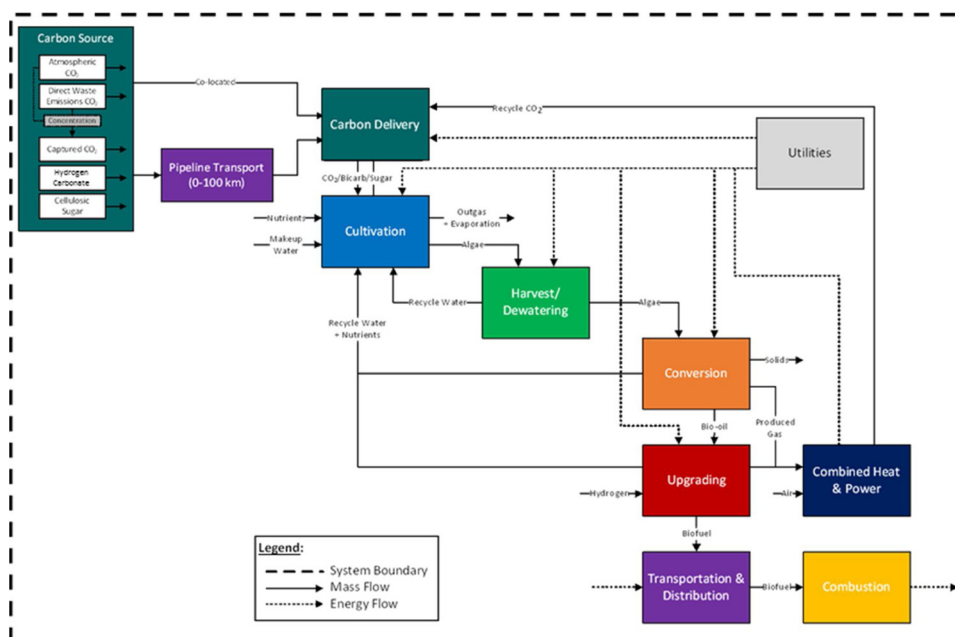 Carbon Source
Atmospheric
CO₂
Direct Waste
Emissions CO₂
Concentration
Captured CO₂
Hydrogen
Carbonate
Cellulosic
Sugar
Co-located
Pipeline Transport
(0-100 km)
Carbon Delivery
Recycle CO₂
Utilities
CO₂/Bicarb/Sugar
Nutrients
Makeup
Water
Cultivation
Outgas
+ Evaporation
Algae
Recycle Water
Harvest/
Dewatering
Algae
Recycle Water
+ Nutrients
Conversion
Solids
Bio-oil
Produced
Gas
Upgrading
Hydrogen
Air
Combined Heat
& Power
Biofuel
Transportation &
Distribution
Biofuel
Combustion
Legend:
System Boundary
Mass Flow
Energy Flow